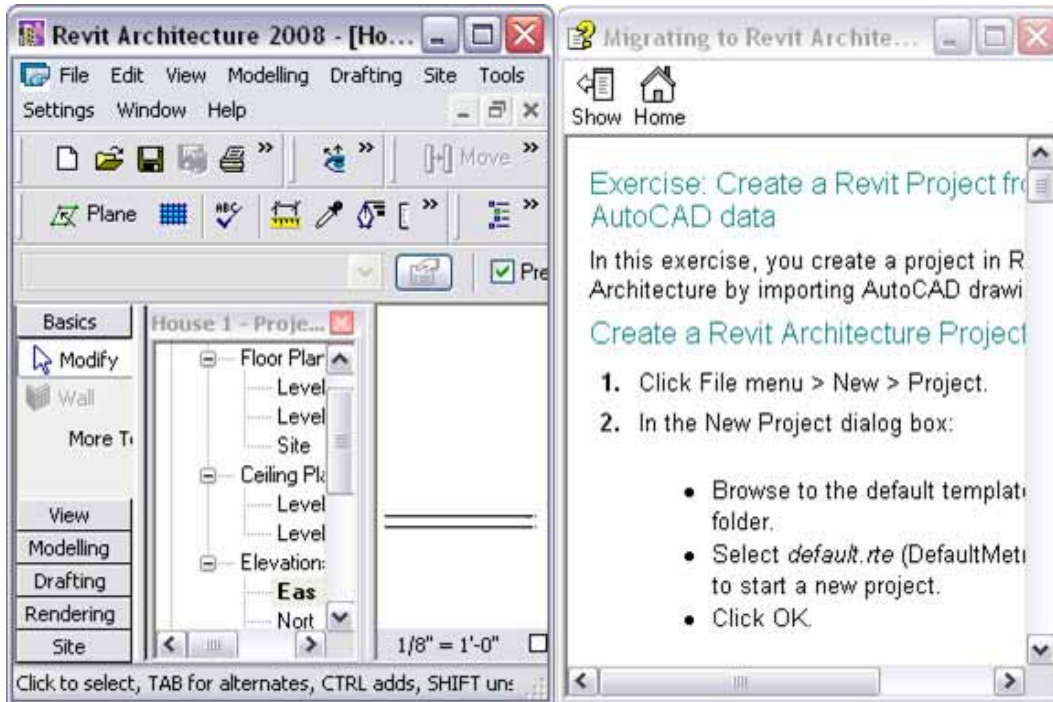 Revit Architecture 2008 - [Ho...
File Edit View Modelling Drafting Site Tools
Settings Window Help
Move
Plane
ABC
Pre
Basics
Modify
Wall
More T
View
Modelling
Drafting
Rendering
Site
House 1 - Proje...
Floor Plar
Level
Level
Site
Ceiling Pla
Level
Level
Elevation
Eas
Nort
1/8" = 1'-0"
Click to select, TAB for alternates, CTRL adds, SHIFT uns
Migrating to Revit Archite...
Show Home
Exercise: Create a Revit Project fro
AutoCAD data
In this exercise, you create a project in R
Architecture by importing AutoCAD drawi
Create a Revit Architecture Project
1. Click File menu > New > Project.
2. In the New Project dialog box:
• Browse to the default template
folder.
• Select default.rte (DefaultMetr
to start a new project.
• Click OK.